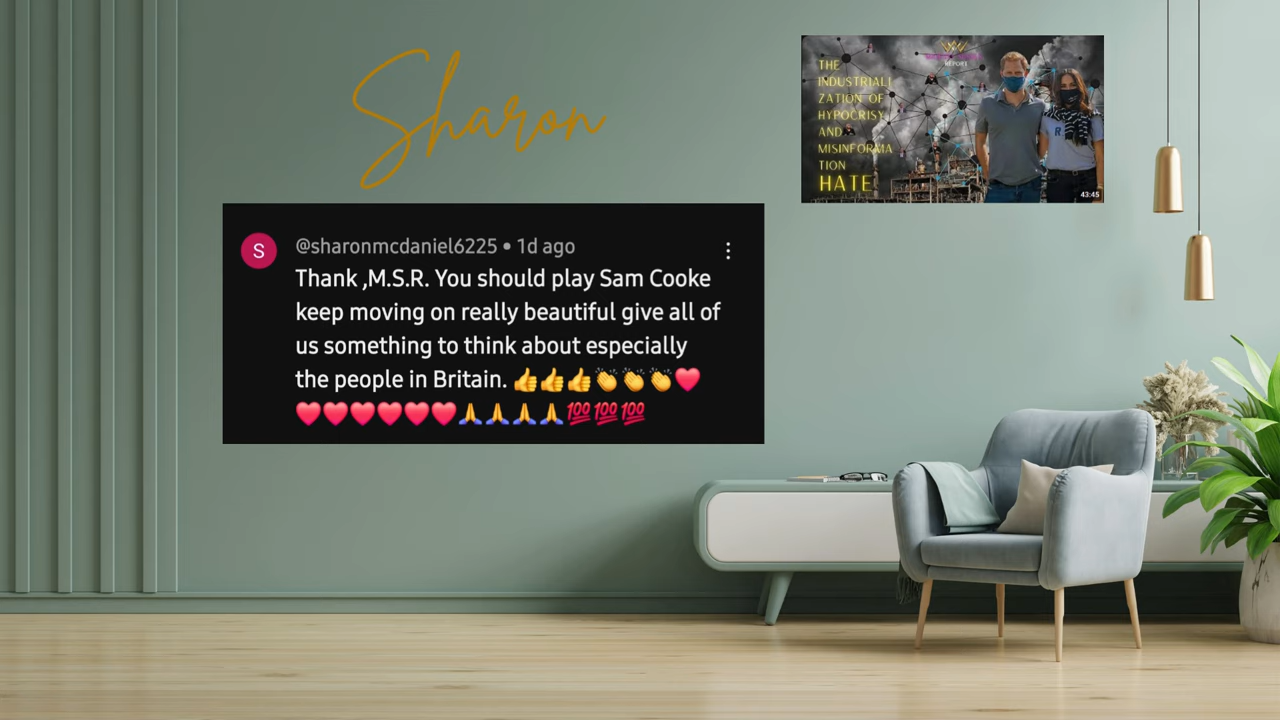 Sharon
S
@sharonmcdaniel6225 • 1d ago
Thank ,M.S.R. You should play Sam Cooke
keep moving on really beautiful give all of
us something to think about especially
the people in Britain. 👍👍👍👏👏👏❤️
❤️❤️❤️❤️❤️❤️🙏🙏🙏🙏💯💯💯
REPORT
THE
INDUSTRIALI
ZATION OF
HYPOCRISY
AND
MISINFORMA
TION
HATE
R
43:45